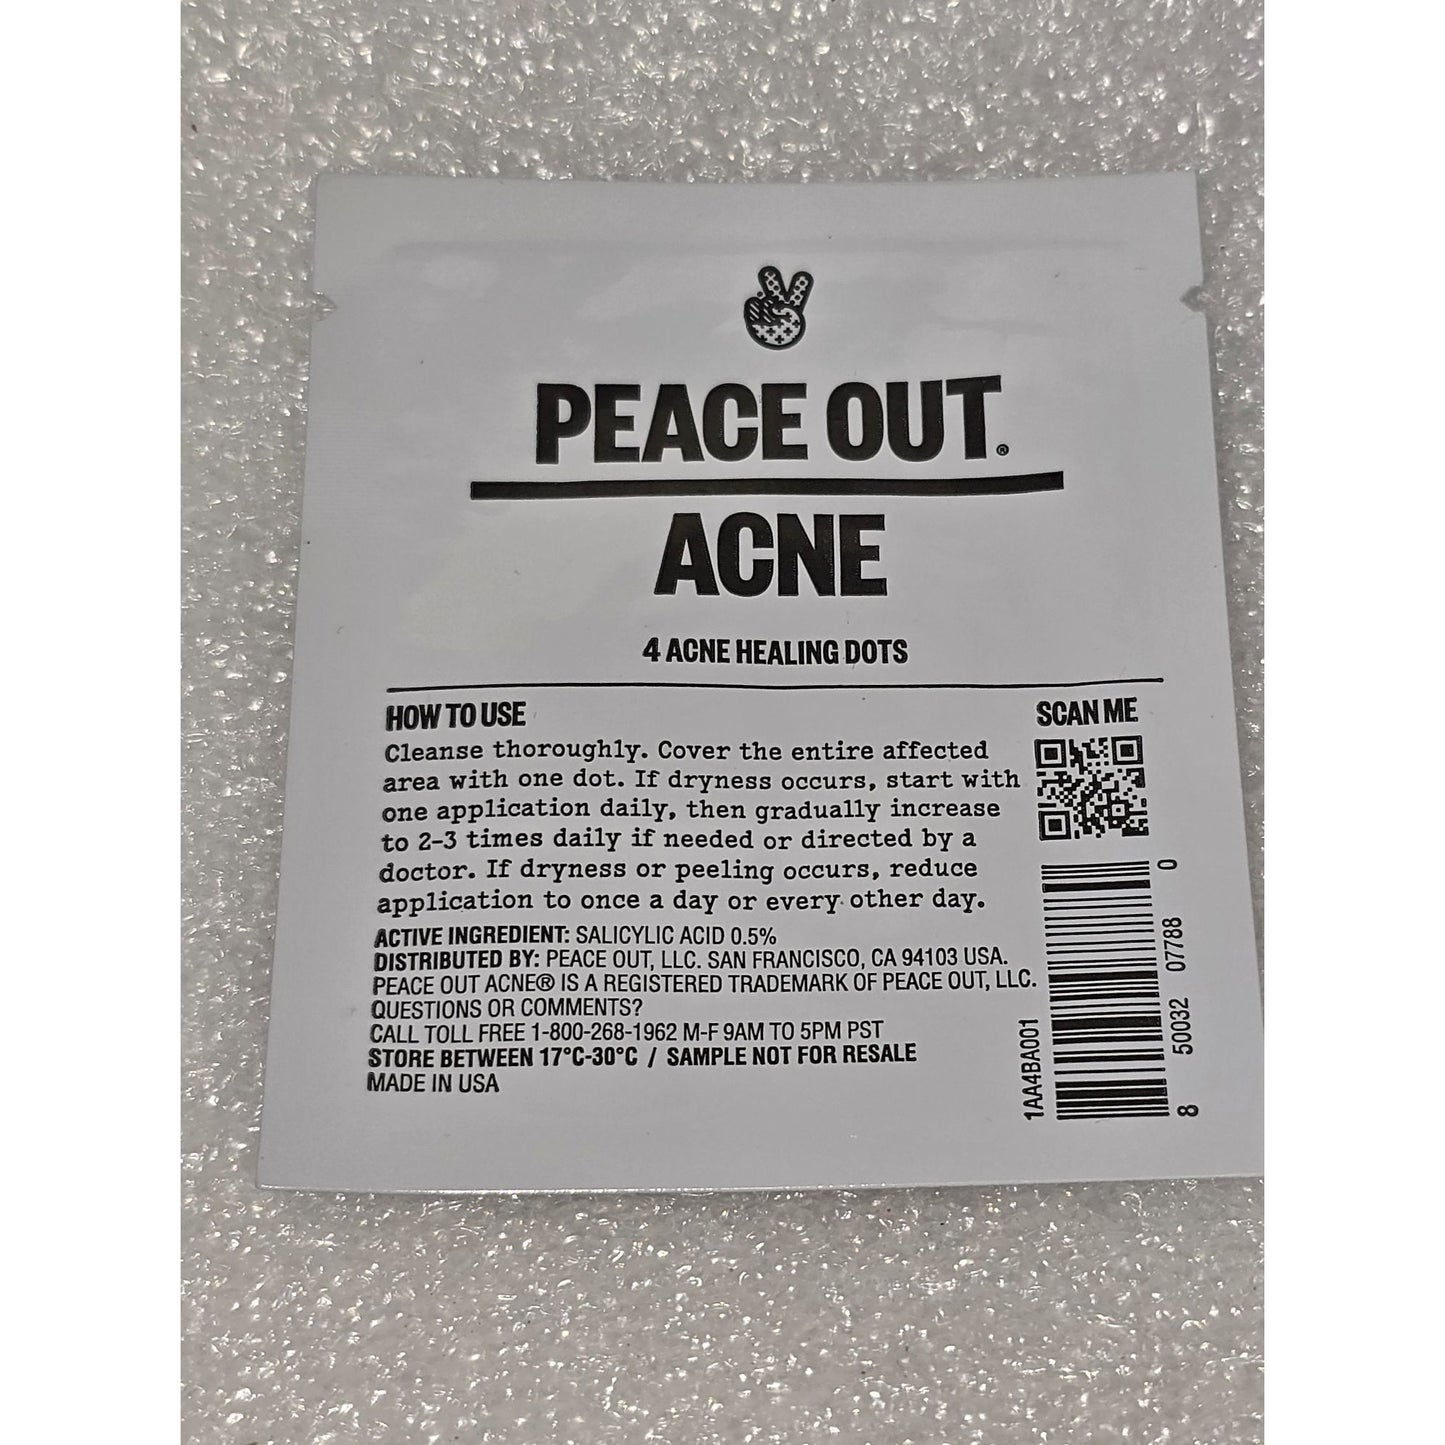 PEACE OUT®
ACNE
4 ACNE HEALING DOTS
HOW TO USE
Cleanse thoroughly. Cover the entire affected
area with one dot. If dryness occurs, start with
one application daily, then gradually increase
to 2-3 times daily if needed or directed by a
doctor. If dryness or peeling occurs, reduce
application to once a day or every other day.
ACTIVE INGREDIENT: SALICYLIC ACID 0.5%
DISTRIBUTED BY: PEACE OUT, LLC. SAN FRANCISCO, CA 94103 USA.
PEACE OUT ACNE® IS A REGISTERED TRADEMARK OF PEACE OUT, LLC.
QUESTIONS OR COMMENTS?
CALL TOLL FREE 1-800-268-1962 M-F 9AM TO 5PM PST
STORE BETWEEN 17°C-30°C / SAMPLE NOT FOR RESALE
MADE IN USA
SCAN ME
1AA4BA001
8 50032 07788 0